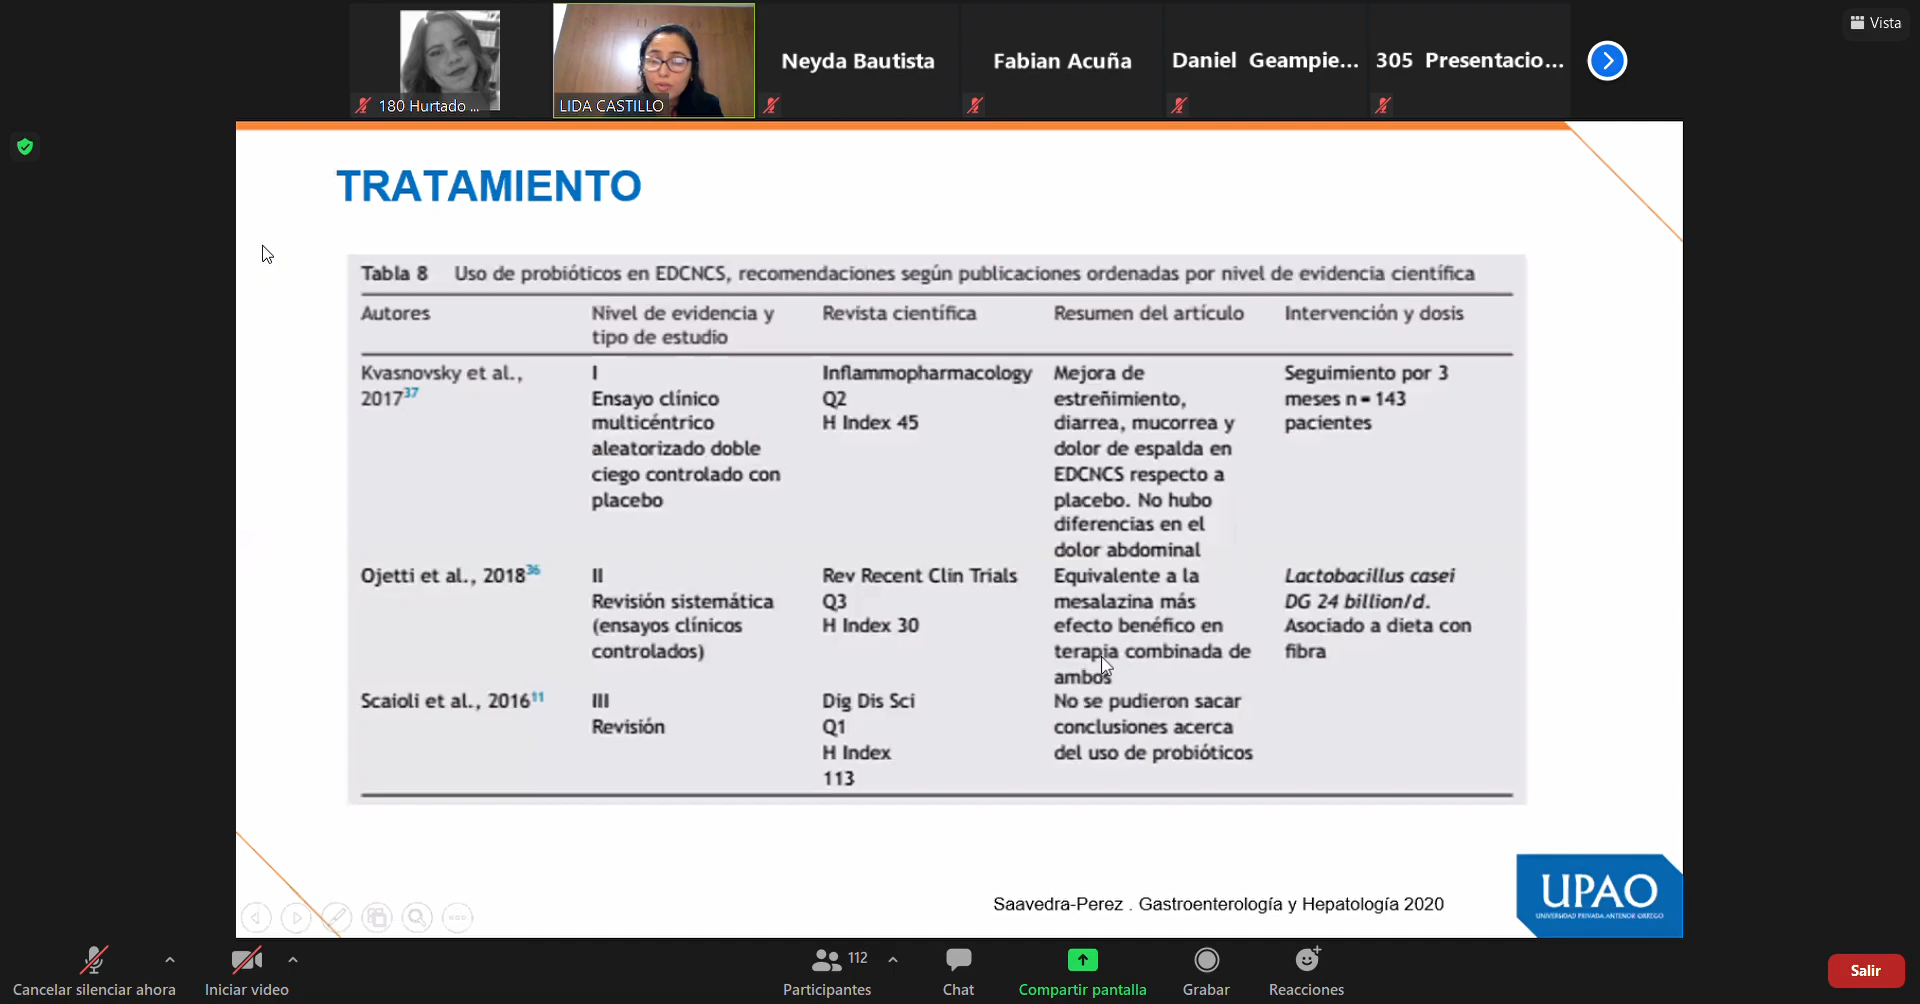 Vista
180 Hurtado ...
LIDA CASTILLO
Neyda Bautista
Fabian Acuña
Daniel Geampie...
305 Presentacio...
TRATAMIENTO
Tabla 8 Uso de probióticos en EDCNCS, recomendaciones según publicaciones ordenadas por nivel de evidencia científica
Autores
Nivel de evidencia y
tipo de estudio
Revista científica
Resumen del artículo
Intervención y dosis
Kvasnovsky et al.,
2017³⁷
I
Ensayo clínico
multicéntrico
aleatorizado doble
ciego controlado con
placebo
Inflammopharmacology
Q2
H Index 45
Mejora de
estreñimiento,
diarrea, mucorrea y
dolor de espalda en
EDCNCS respecto a
placebo. No hubo
diferencias en el
dolor abdominal
Seguimiento por 3
meses n = 143
pacientes
Ojetti et al., 2018³⁶
II
Revisión sistemática
(ensayos clínicos
controlados)
Rev Recent Clin Trials
Q3
H Index 30
Equivalente a la
mesalazina más
efecto benéfico en
terapia combinada de
ambos
Lactobacillus casei
DG 24 billion/d.
Asociado a dieta con
fibra
Scaioli et al., 2016¹¹
III
Revisión
Dig Dis Sci
Q1
H Index
113
No se pudieron sacar
conclusiones acerca
del uso de probióticos
Saavedra-Perez . Gastroenterología y Hepatología 2020
UPAO
UNIVERSIDAD PRIVADA ANTENOR ORREGO
Cancelar silenciar ahora
Iniciar video
112
Participantes
Chat
Compartir pantalla
Grabar
Reacciones
Salir